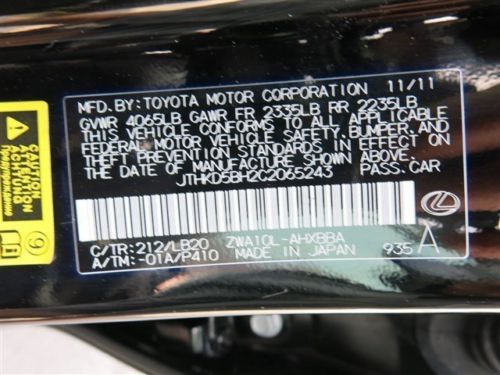 MFD. BY: TOYOTA MOTOR CORPORATION 11/11
GVWR 4065LB GAWR FR 2335LB RR 2235LB
THIS VEHICLE CONFORMS TO ALL APPLICABLE
FEDERAL MOTOR VEHICLE SAFETY, BUMPER, AND
THEFT PREVENTION STANDARDS IN EFFECT ON
THE DATE OF MANUFACTURE SHOWN ABOVE.
JTHKD5BH2C2065243 PASS. CAR
C/TR: 212/LB20 ZWA10L-AHXBBA
A/TM: -01A/P410 MADE IN JAPAN 935 A